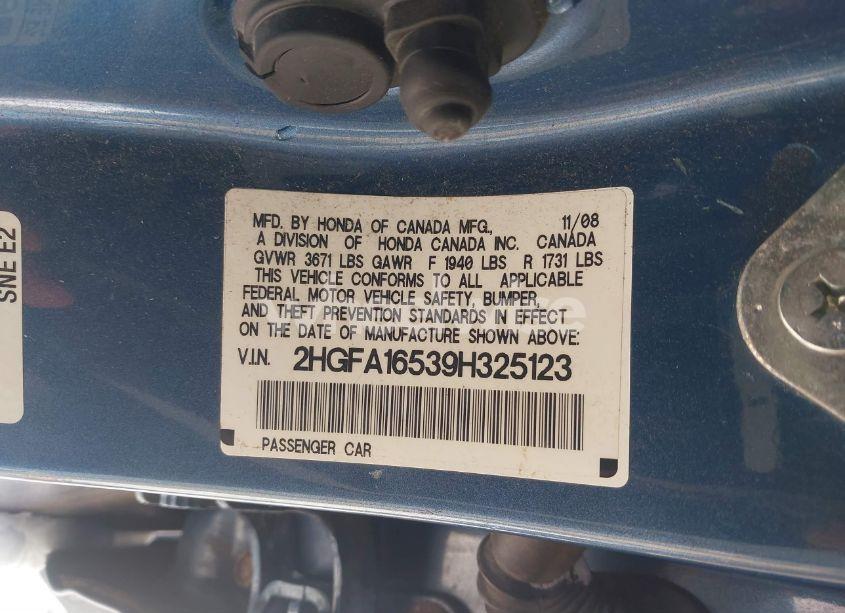 MFD. BY HONDA OF CANADA MFG., 11/08
A DIVISION OF HONDA CANADA INC. CANADA
GVWR 3671 LBS GAWR F 1940 LBS R 1731 LBS
THIS VEHICLE CONFORMS TO ALL APPLICABLE
FEDERAL MOTOR VEHICLE SAFETY, BUMPER,
AND THEFT PREVENTION STANDARDS IN EFFECT
ON THE DATE OF MANUFACTURE SHOWN ABOVE:
V.I.N. 2HGFA16539H325123
PASSENGER CAR
SNE E2